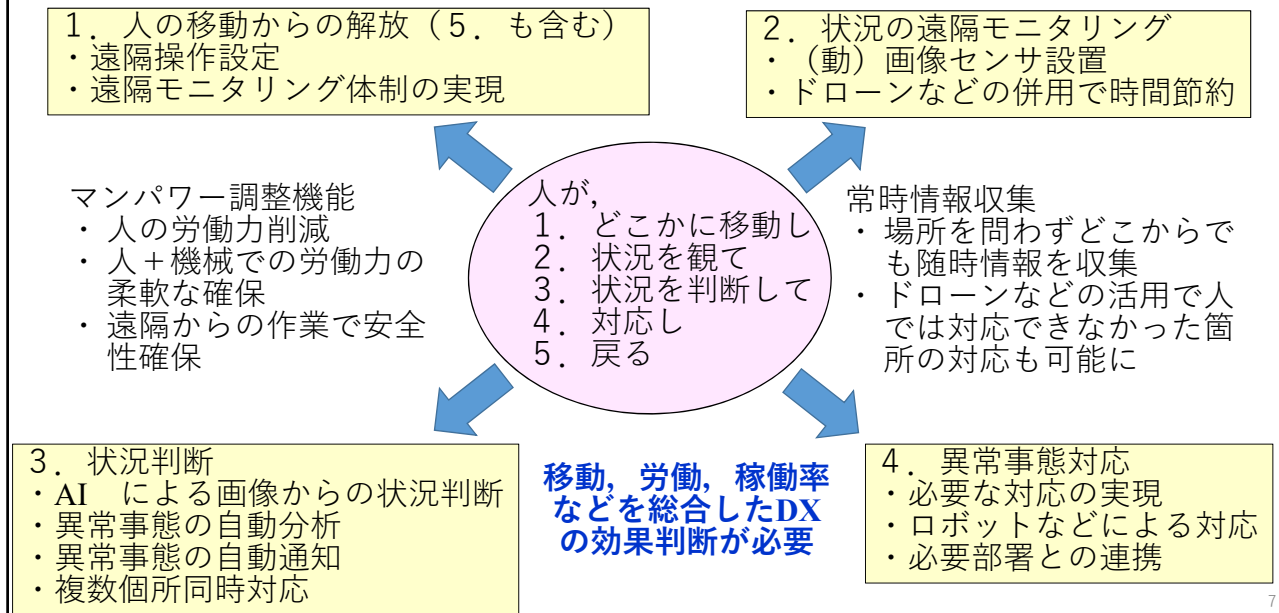 1．人の移動からの解放（5．も含む）
・遠隔操作設定
・遠隔モニタリング体制の実現
2．状況の遠隔モニタリング
・（動）画像センサ設置
・ドローンなどの併用で時間節約
マンパワー調整機能
・人の労働力削減
・人＋機械での労働力の
柔軟な確保
・遠隔からの作業で安全
性確保
人が，
1．どこかに移動し
2．状況を観て
3．状況を判断して
4．対応し
5．戻る
常時情報収集
・場所を問わずどこからで
も随時情報を収集
・ドローンなどの活用で人
では対応できなかった箇
所の対応も可能に
3．状況判断
・AI　による画像からの状況判断
・異常事態の自動分析
・異常事態の自動通知
・複数個所同時対応
移動，労働，稼働率
などを総合したDX
の効果判断が必要
4．異常事態対応
・必要な対応の実現
・ロボットなどによる対応
・必要部署との連携
7